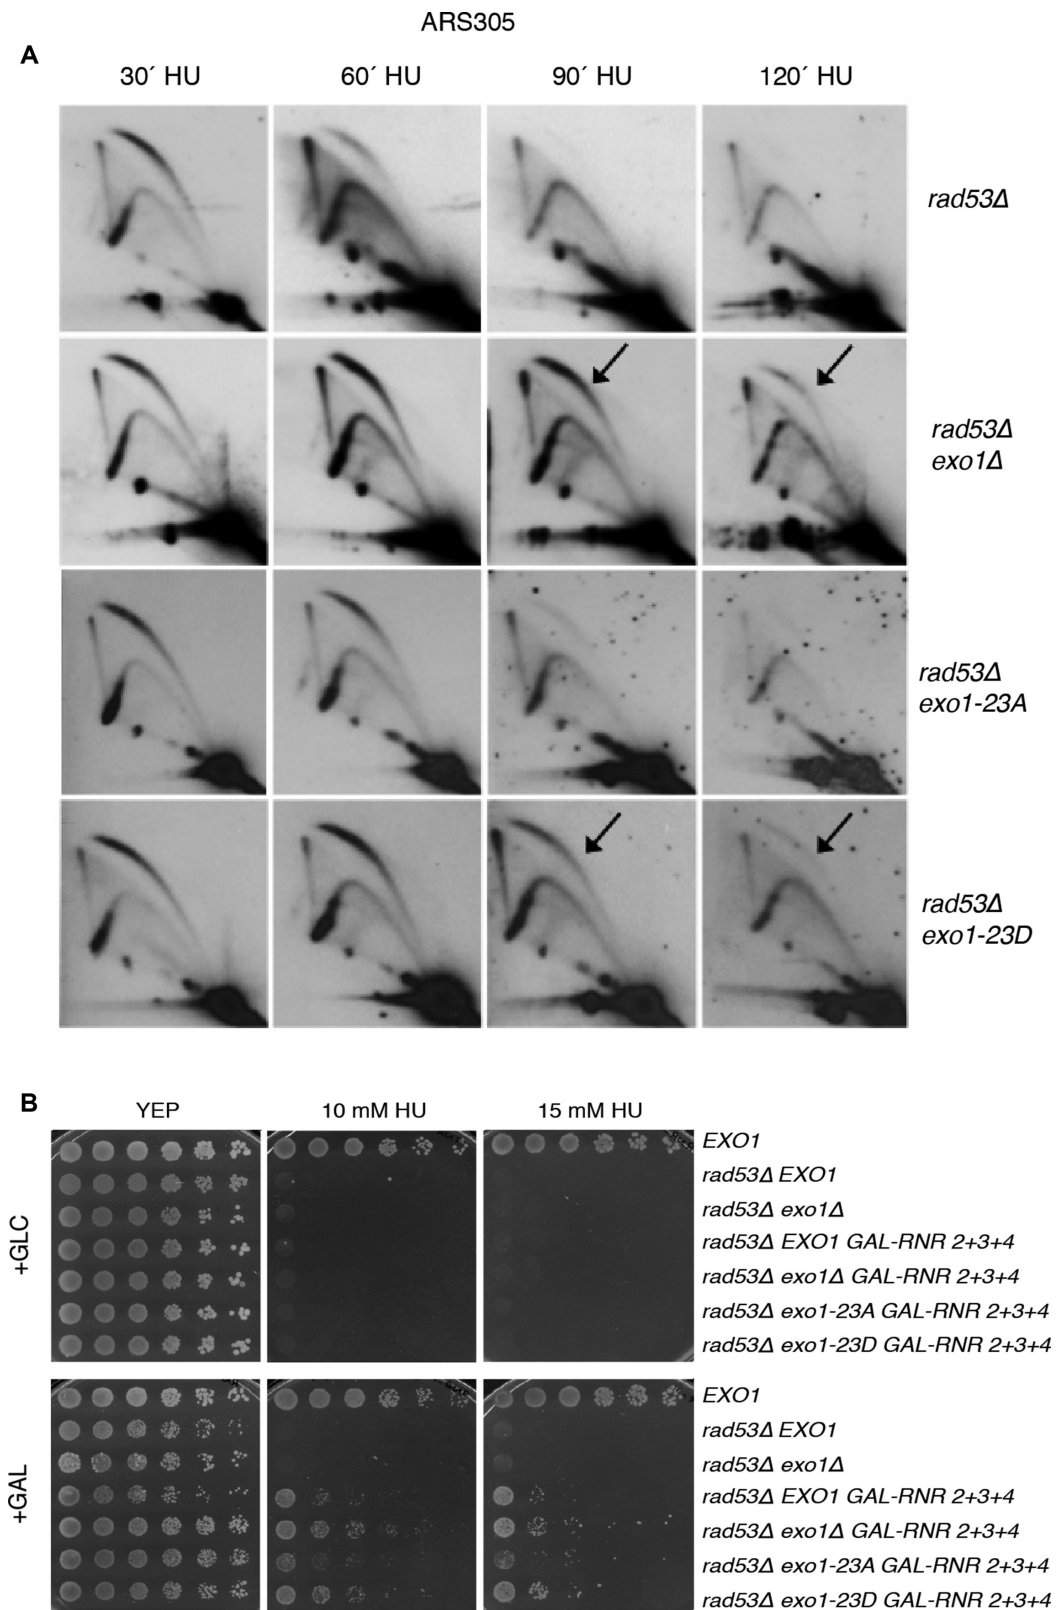 ARS305
A
30´ HU
60´ HU
90´ HU
120´ HU
rad53Δ
rad53Δ
exo1Δ
rad53Δ
exo1-23A
rad53Δ
exo1-23D
B
YEP
10 mM HU
15 mM HU
+GLC
EXO1
rad53Δ EXO1
rad53Δ exo1Δ
rad53Δ EXO1 GAL-RNR 2+3+4
rad53Δ exo1Δ GAL-RNR 2+3+4
rad53Δ exo1-23A GAL-RNR 2+3+4
rad53Δ exo1-23D GAL-RNR 2+3+4
+GAL
EXO1
rad53Δ EXO1
rad53Δ exo1Δ
rad53Δ EXO1 GAL-RNR 2+3+4
rad53Δ exo1Δ GAL-RNR 2+3+4
rad53Δ exo1-23A GAL-RNR 2+3+4
rad53Δ exo1-23D GAL-RNR 2+3+4